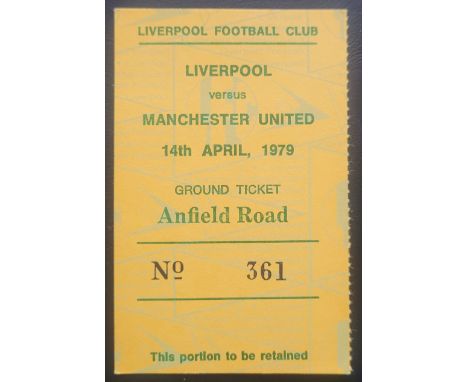 LIVERPOOL FOOTBALL CLUB
LIVERPOOL
versus
MANCHESTER UNITED
14th APRIL, 1979
GROUND TICKET
Anfield Road
Nº 361
This portion to be retained